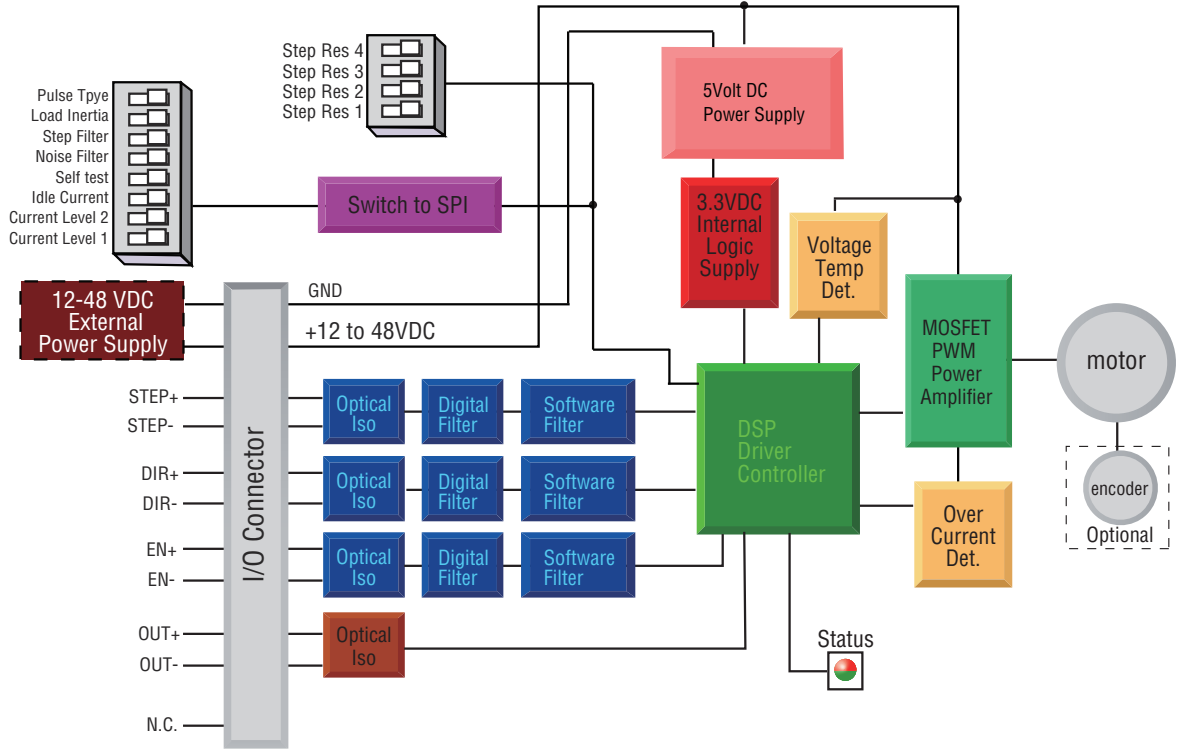 Step Res 4
Step Res 3
Step Res 2
Step Res 1
Pulse Tpye
Load Inertia
Step Filter
Noise Filter
Self test
Idle Current
Current Level 2
Current Level 1
Switch to SPI
5Volt DC
Power Supply
3.3VDC
Internal
Logic
Supply
Voltage
Temp
Det.
12-48 VDC
External
Power Supply
GND
+12 to 48VDC
I/O Connector
MOSFET
PWM
Power
Amplifier
motor
encoder
Optional
STEP+
STEP-
Optical
Iso
Digital
Filter
Software
Filter
DSP
Driver
Controller
DIR+
DIR-
Optical
Iso
Digital
Filter
Software
Filter
Over
Current
Det.
EN+
EN-
Optical
Iso
Digital
Filter
Software
Filter
OUT+
OUT-
Optical
Iso
Status
N.C.